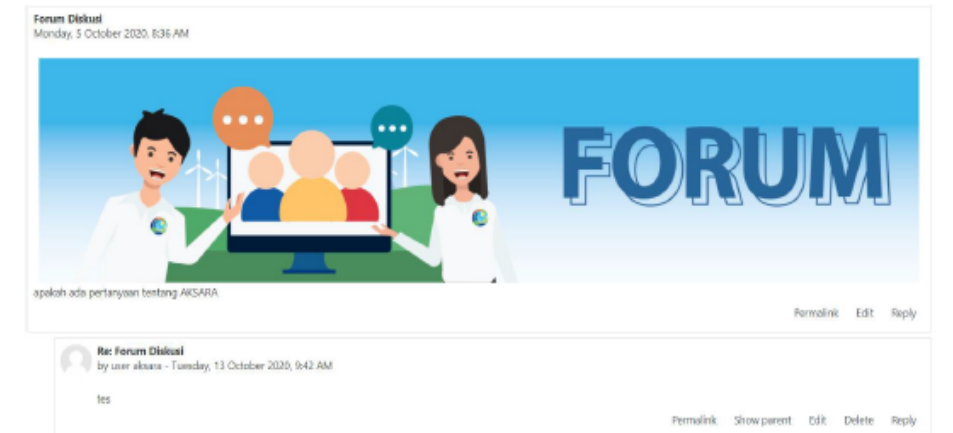 Forum Diskusi
Monday, 5 October 2020, 8:36 AM
FORUM
apakah ada pertanyaan tentang AKSARA
Permalink Edit Reply
Re: Forum Diskusi
by user aksara - Tuesday, 13 October 2020, 9:42 AM
tes
Permalink Show parent Edit Delete Reply